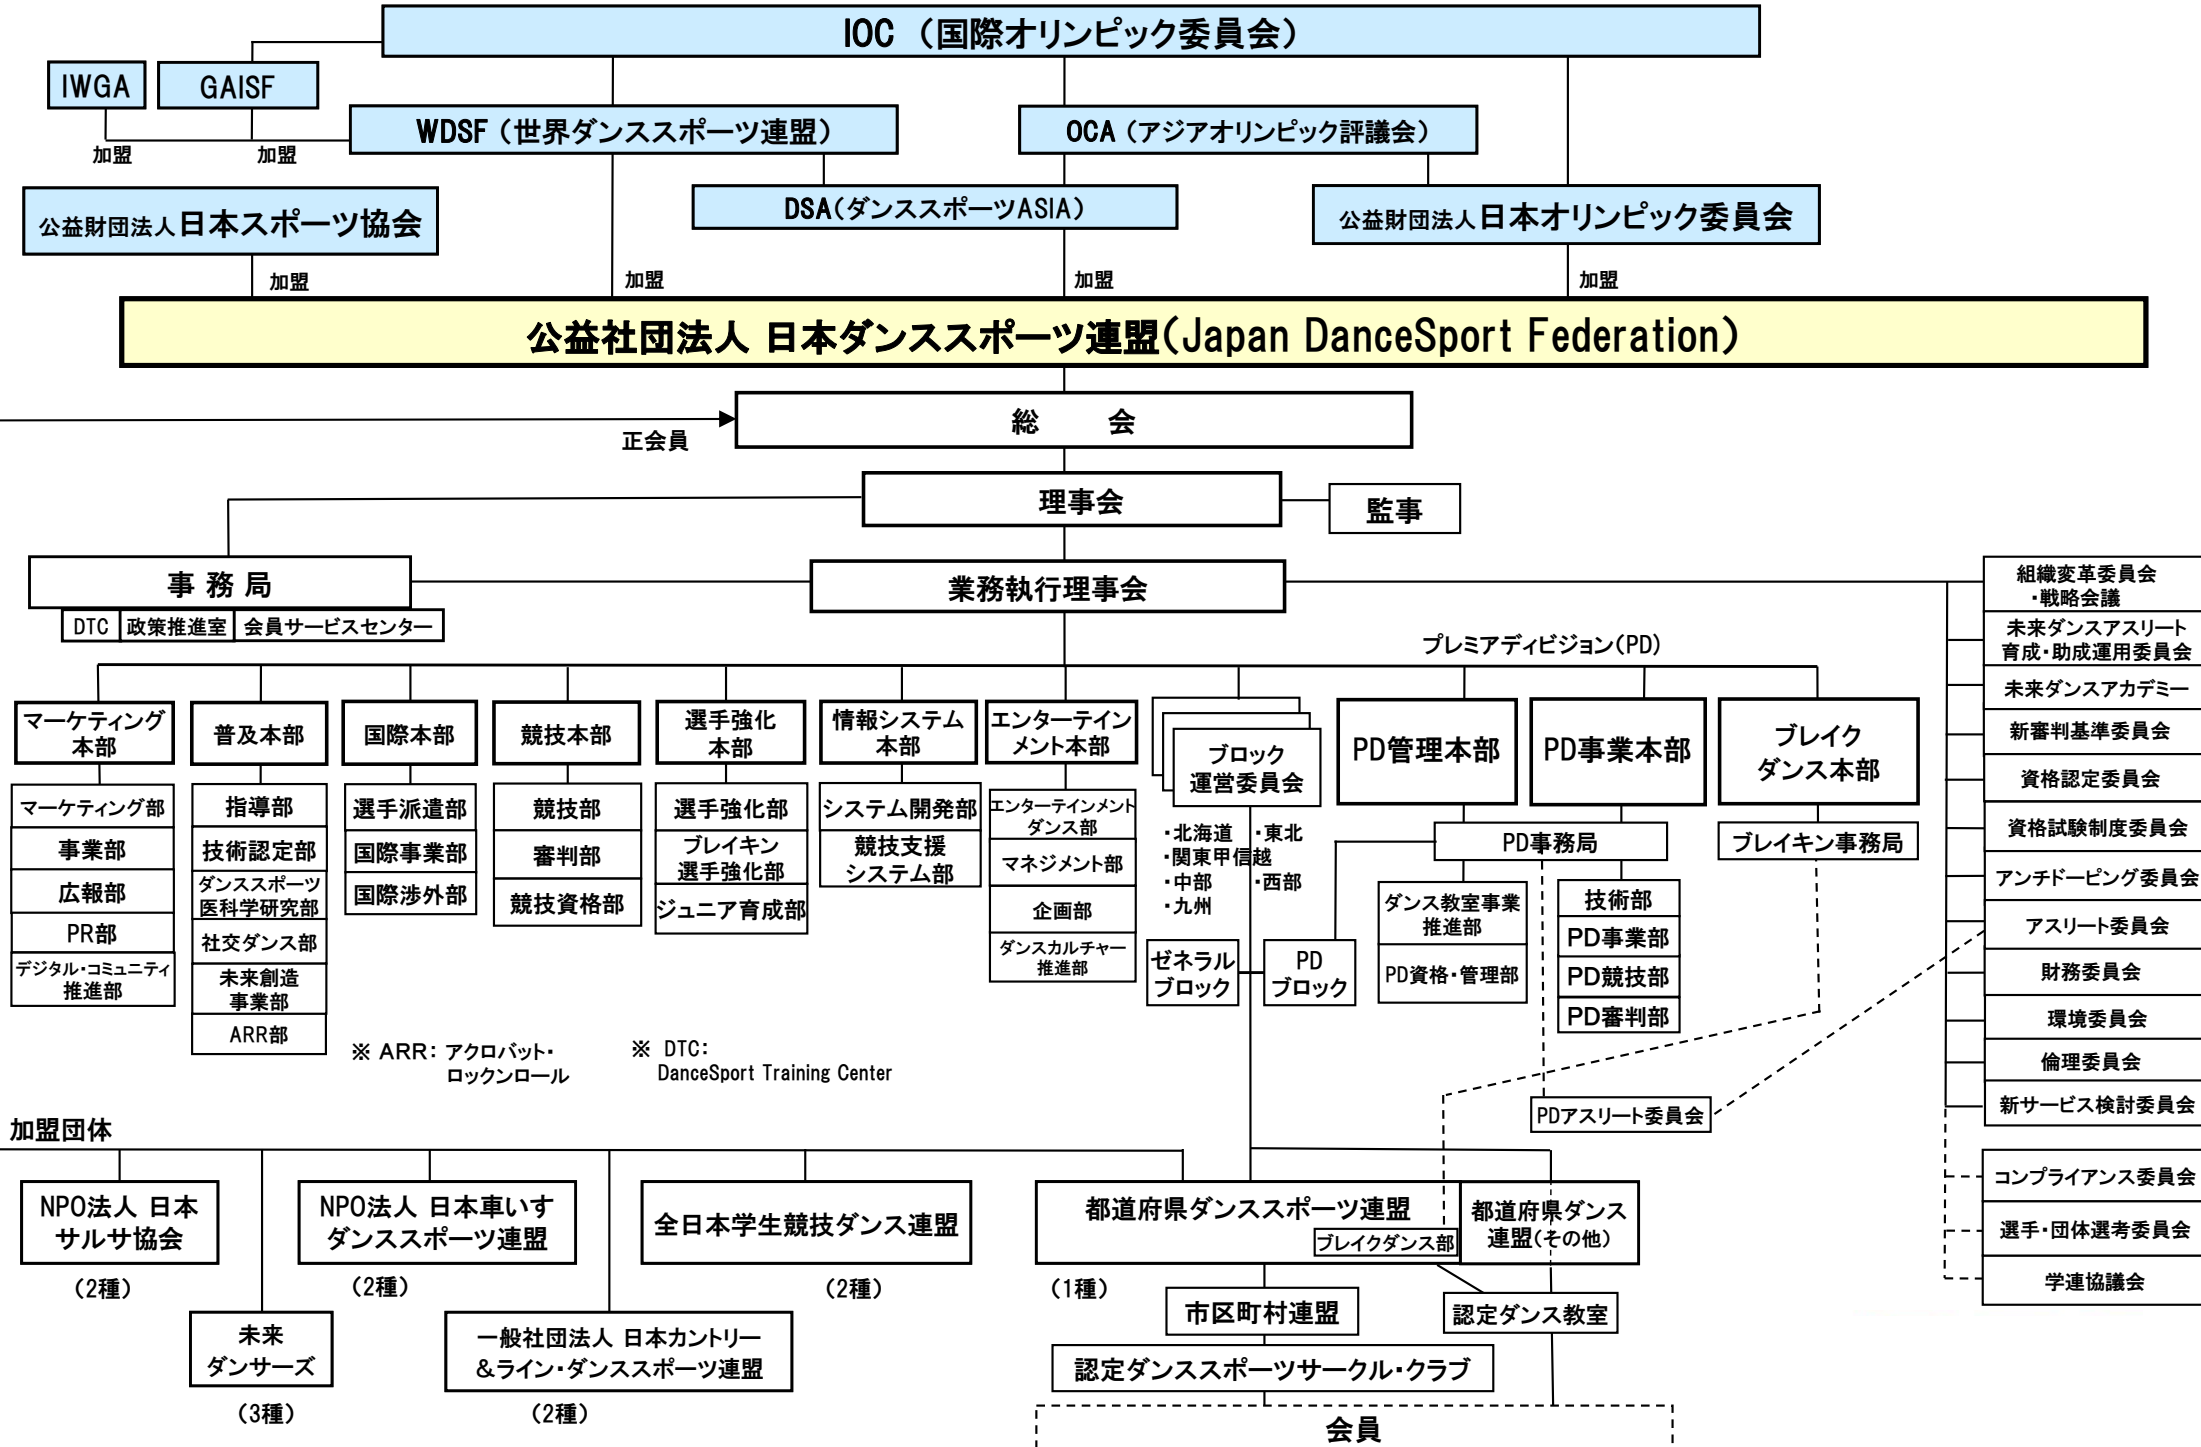 IOC （国際オリンピック委員会）
IWGA
GAISF
WDSF（世界ダンススポーツ連盟）
OCA（アジアオリンピック評議会）
加盟
加盟
公益財団法人日本スポーツ協会
DSA(ダンススポーツASIA)
公益財団法人日本オリンピック委員会
加盟
加盟
加盟
加盟
公益社団法人 日本ダンススポーツ連盟(Japan DanceSport Federation)
総　　会
正会員
理事会
監事
事 務 局
業務執行理事会
DTC
政策推進室
会員サービスセンター
プレミアディビジョン(PD)
マーケティング
本部
マーケティング部
事業部
広報部
PR部
デジタル・コミュニティ
推進部
普及本部
指導部
技術認定部
ダンススポーツ
医科学研究部
社交ダンス部
未来創造
事業部
ARR部
国際本部
選手派遣部
国際事業部
国際渉外部
競技本部
競技部
審判部
競技資格部
選手強化
本部
選手強化部
ブレイキン
選手強化部
ジュニア育成部
情報システム
本部
システム開発部
競技支援
システム部
エンターテイン
メント本部
エンターテインメント
ダンス部
マネジメント部
企画部
ダンスカルチャー
推進部
ブロック
運営委員会
・北海道　・東北
・関東甲信越
・中部　　・西部
・九州
ゼネラル
ブロック
PD
ブロック
PD管理本部
PD事業本部
PD事務局
ダンス教室事業
推進部
PD資格・管理部
技術部
PD事業部
PD競技部
PD審判部
ブレイク
ダンス本部
ブレイキン事務局
PDアスリート委員会
組織変革委員会
・戦略会議
未来ダンスアスリート
育成・助成運用委員会
未来ダンスアカデミー
新審判基準委員会
資格認定委員会
資格試験制度委員会
アンチドーピング委員会
アスリート委員会
財務委員会
環境委員会
倫理委員会
新サービス検討委員会
コンプライアンス委員会
選手・団体選考委員会
学連協議会
※ ARR： アクロバット・
ロックンロール
※ DTC：
DanceSport Training Center
加盟団体
NPO法人 日本
サルサ協会
（2種）
未来
ダンサーズ
（3種）
NPO法人 日本車いす
ダンススポーツ連盟
（2種）
一般社団法人 日本カントリー
&ライン・ダンススポーツ連盟
（2種）
全日本学生競技ダンス連盟
（2種）
都道府県ダンススポーツ連盟
ブレイクダンス部
（1種）
都道府県ダンス
連盟(その他)
市区町村連盟
認定ダンス教室
認定ダンススポーツサークル・クラブ
会員